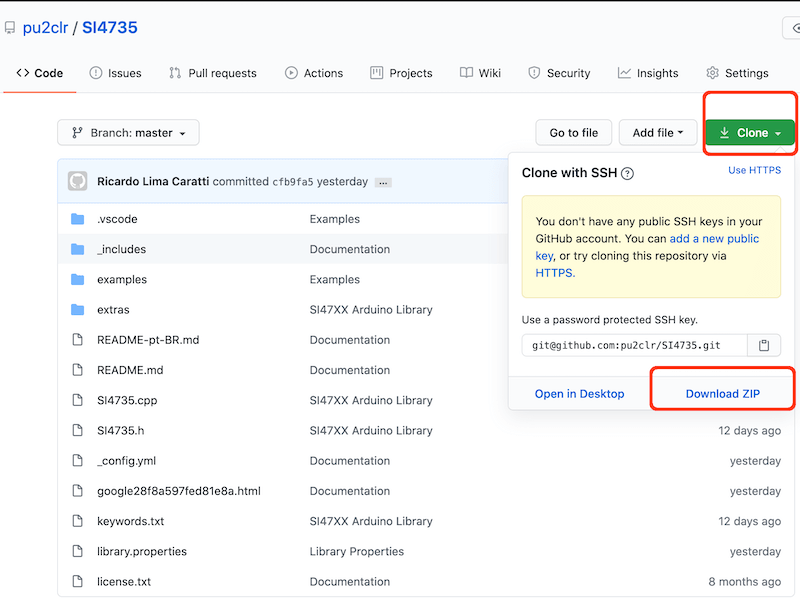 pu2clr / SI4735
Code Issues Pull requests Actions Projects Wiki Security Insights Settings
Branch: master Go to file Add file Clone
Ricardo Lima Caratti committed cfb9fa5 yesterday ...
Clone with SSH ? Use HTTPS
You don't have any public SSH keys in your
GitHub account. You can add a new public
key, or try cloning this repository via
HTTPS.
Use a password protected SSH key.
git@github.com:pu2clr/SI4735.git
Open in Desktop Download ZIP
.vscode Examples
_includes Documentation
examples Examples
extras SI47XX Arduino Library
README-pt-BR.md Documentation
README.md Documentation
SI4735.cpp SI47XX Arduino Library
SI4735.h SI47XX Arduino Library 12 days ago
_config.yml Documentation yesterday
google28f8a597fed81e8a.html Documentation yesterday
keywords.txt SI47XX Arduino Library 12 days ago
library.properties Library Properties yesterday
license.txt Documentation 8 months ago